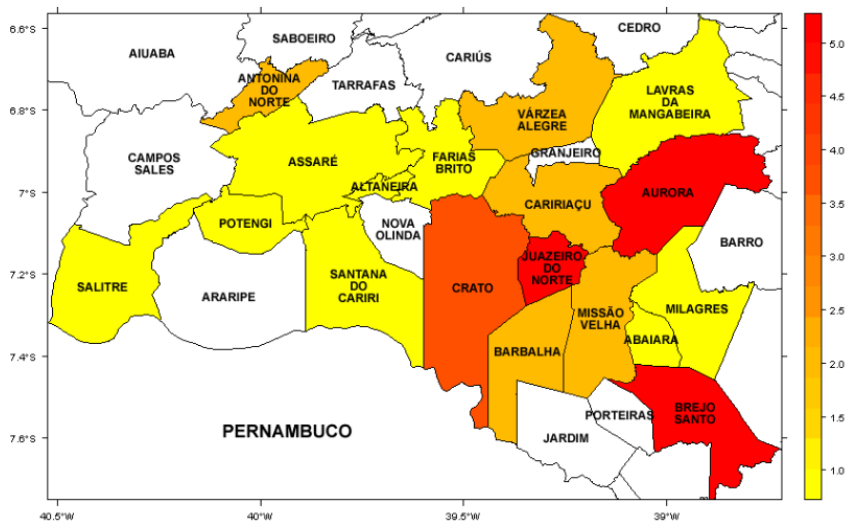 CEDRO
SABOEIRO
AIUABA
CARIÚS
ANTONINA
DO
NORTE
TARRAFAS
LAVRAS
DA
MANGABEIRA
VÁRZEA
ALEGRE
CAMPOS
SALES
ASSARÉ
FARIAS
BRITO
GRANJEIRO
ALTANEIRA
AURORA
CARIRIAÇU
POTENGI
NOVA
OLINDA
BARRO
JUAZEIRO
DO
NORTE
SALITRE
ARARIPE
SANTANA
DO
CARIRI
CRATO
MISSÃO
VELHA
MILAGRES
ABAIARA
BARBALHA
BREJO
SANTO
PORTEIRAS
JARDIM
PERNAMBUCO
6.6°S
6.8°S
7°S
7.2°S
7.4°S
7.6°S
40.5°W
40°W
39.5°W
39°W
5.0
4.5
4.0
3.5
3.0
2.5
2.0
1.5
1.0